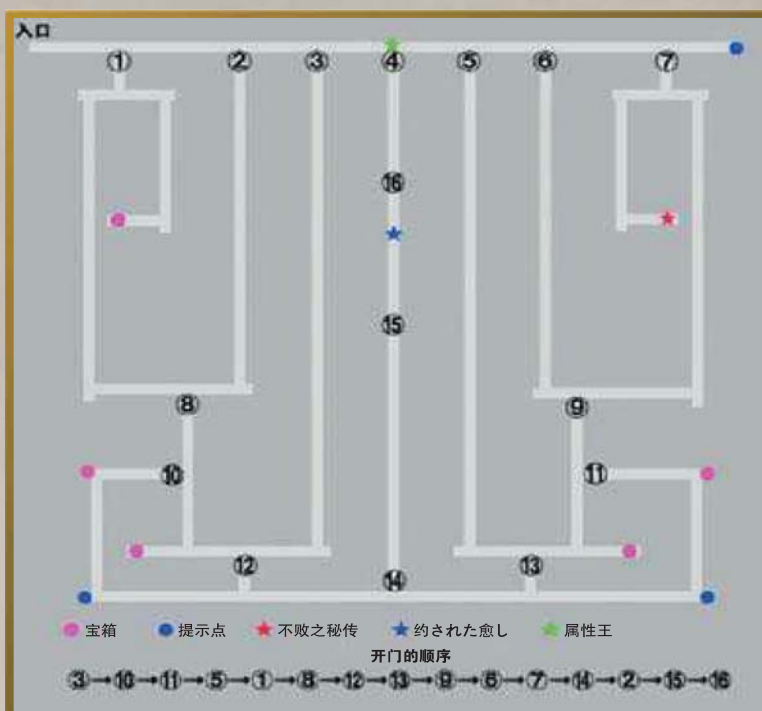 入口
① ② ③ ④ ⑤ ⑥ ⑦
⑯
⑮
⑧ ⑨
⑩ ⑪
⑫ ⑬
⑭
宝箱 提示点 不败之秘传 约された愈し 属性王
开门的顺序
③→⑩→⑪→⑤→①→⑧→⑫→⑬→⑨→⑥→⑦→⑭→②→⑮→⑯